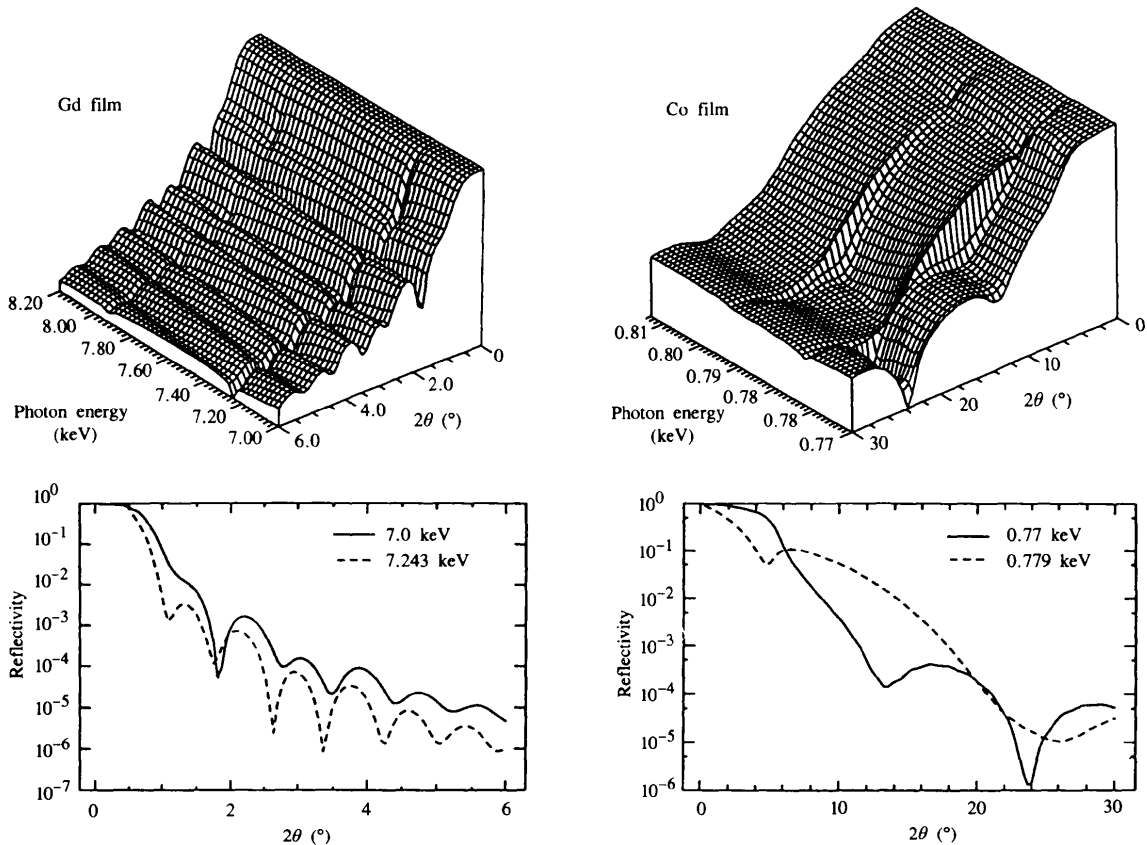 Gd film
8.20
8.00
7.80
7.60
7.40
7.20
7.00
Photon energy
(keV)
6.0
4.0
2.0
0
2θ (°)
Co film
0.81
0.80
0.79
0.78
0.78
0.77
Photon energy
(keV)
30
20
10
0
2θ (°)
Reflectivity
10⁰
10⁻¹
10⁻²
10⁻³
10⁻⁴
10⁻⁵
10⁻⁶
10⁻⁷
7.0 keV
7.243 keV
0 2 4 6
2θ (°)
Reflectivity
10⁰
10⁻¹
10⁻²
10⁻³
10⁻⁴
10⁻⁵
10⁻⁶
0.77 keV
0.779 keV
0 10 20 30
2θ (°)